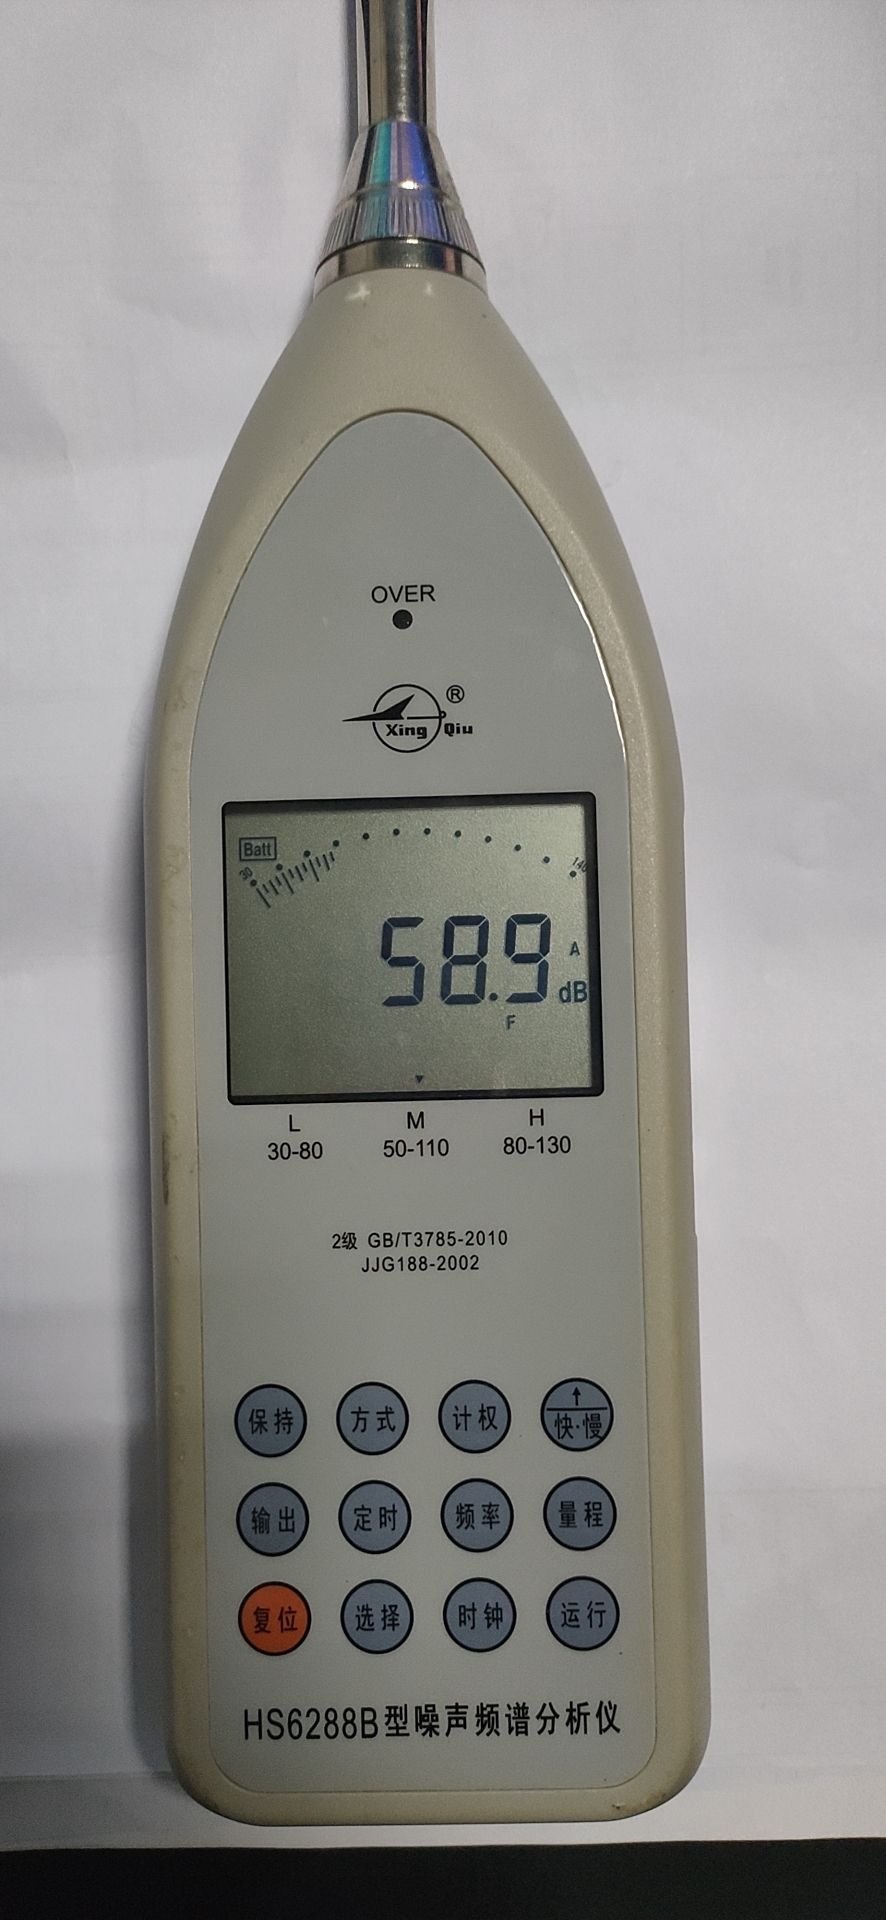 OVER
Xing Qiu ®
Batt
30
140
58.9 A
dB
F
L M H
30-80 50-110 80-130
2级 GB/T3785-2010
JJG188-2002
保持 方式 计权 ↑快·慢
输出 定时 频率 量程
复位 选择 时钟 运行
HS6288B型噪声频谱分析仪